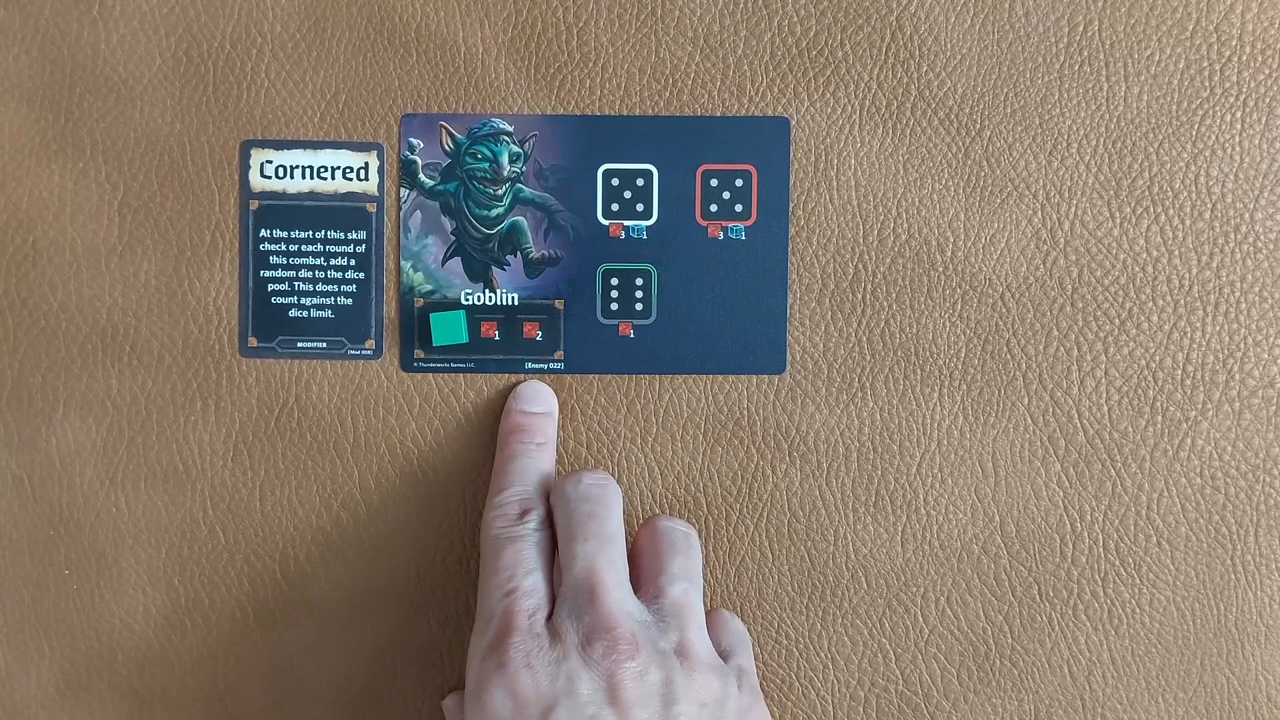 Cornered
At the start of this skill
check or each round of
this combat, add a
random die to the dice
pool. This does not
count against the
dice limit.
MODIFIER
[Mod 008]
3 1
3 1
1
Goblin
1 2
© Thunderworks Games LLC.
[Enemy 022]